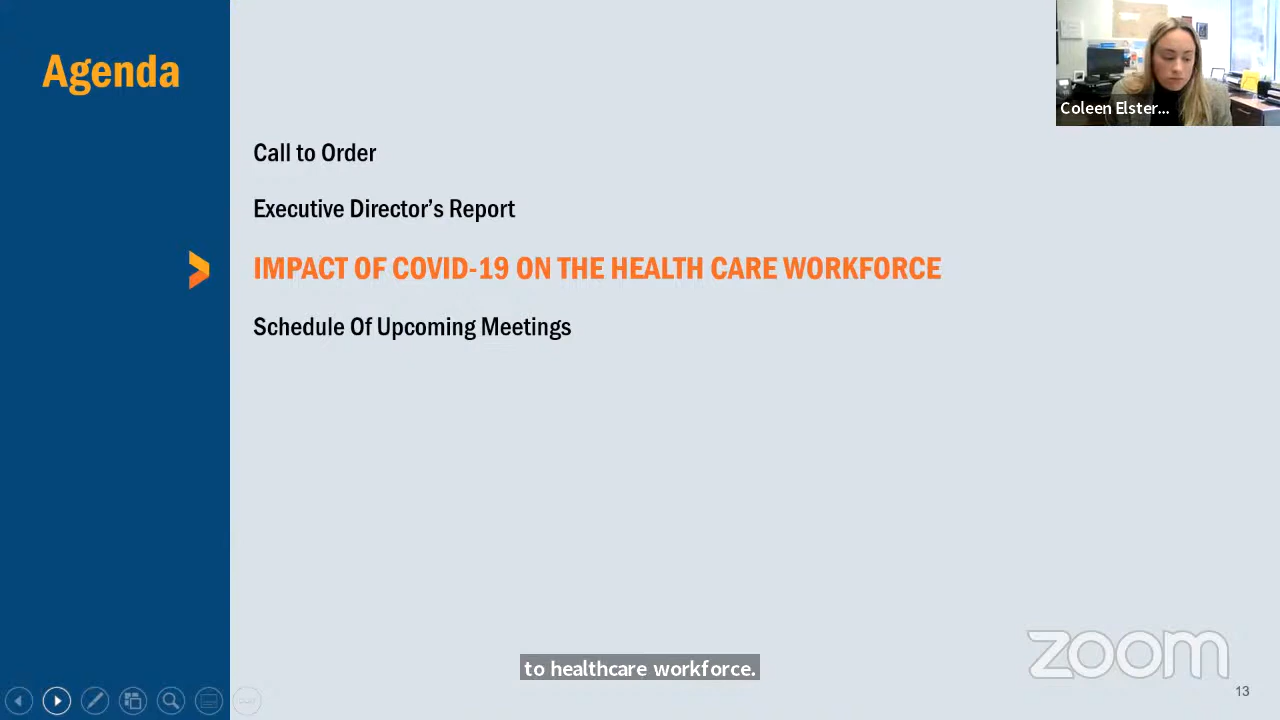 Agenda
Coleen Elster...
Call to Order
Executive Director's Report
IMPACT OF COVID-19 ON THE HEALTH CARE WORKFORCE
Schedule Of Upcoming Meetings
to healthcare workforce.
zoom
13